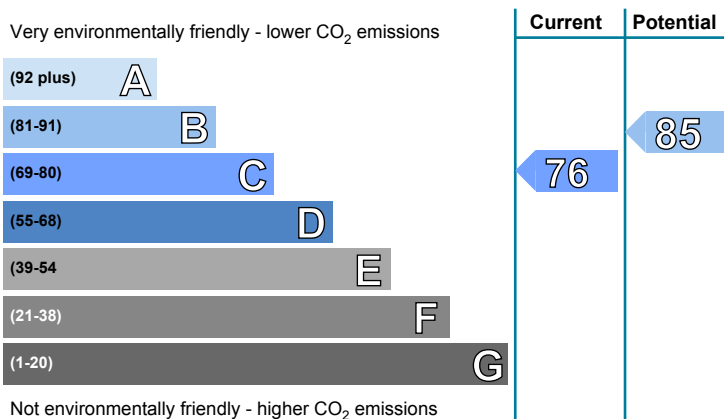 Current Potential
Very environmentally friendly - lower CO₂ emissions
(92 plus) A
(81-91) B
85
(69-80) C
76
(55-68) D
(39-54 E
(21-38) F
(1-20) G
Not environmentally friendly - higher CO₂ emissions